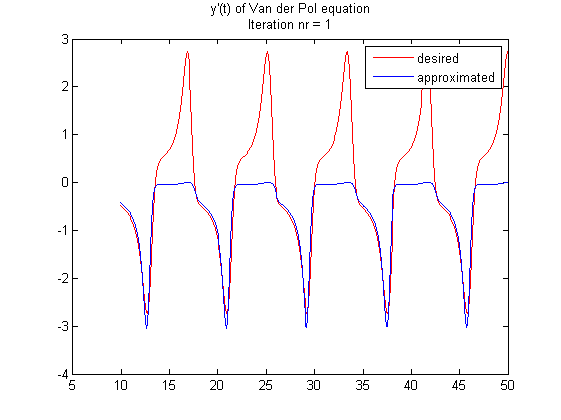 y'(t) of Van der Pol equation
Iteration nr = 1
3
2
1
0
-1
-2
-3
-4
desired
approximated
5 10 15 20 25 30 35 40 45 50